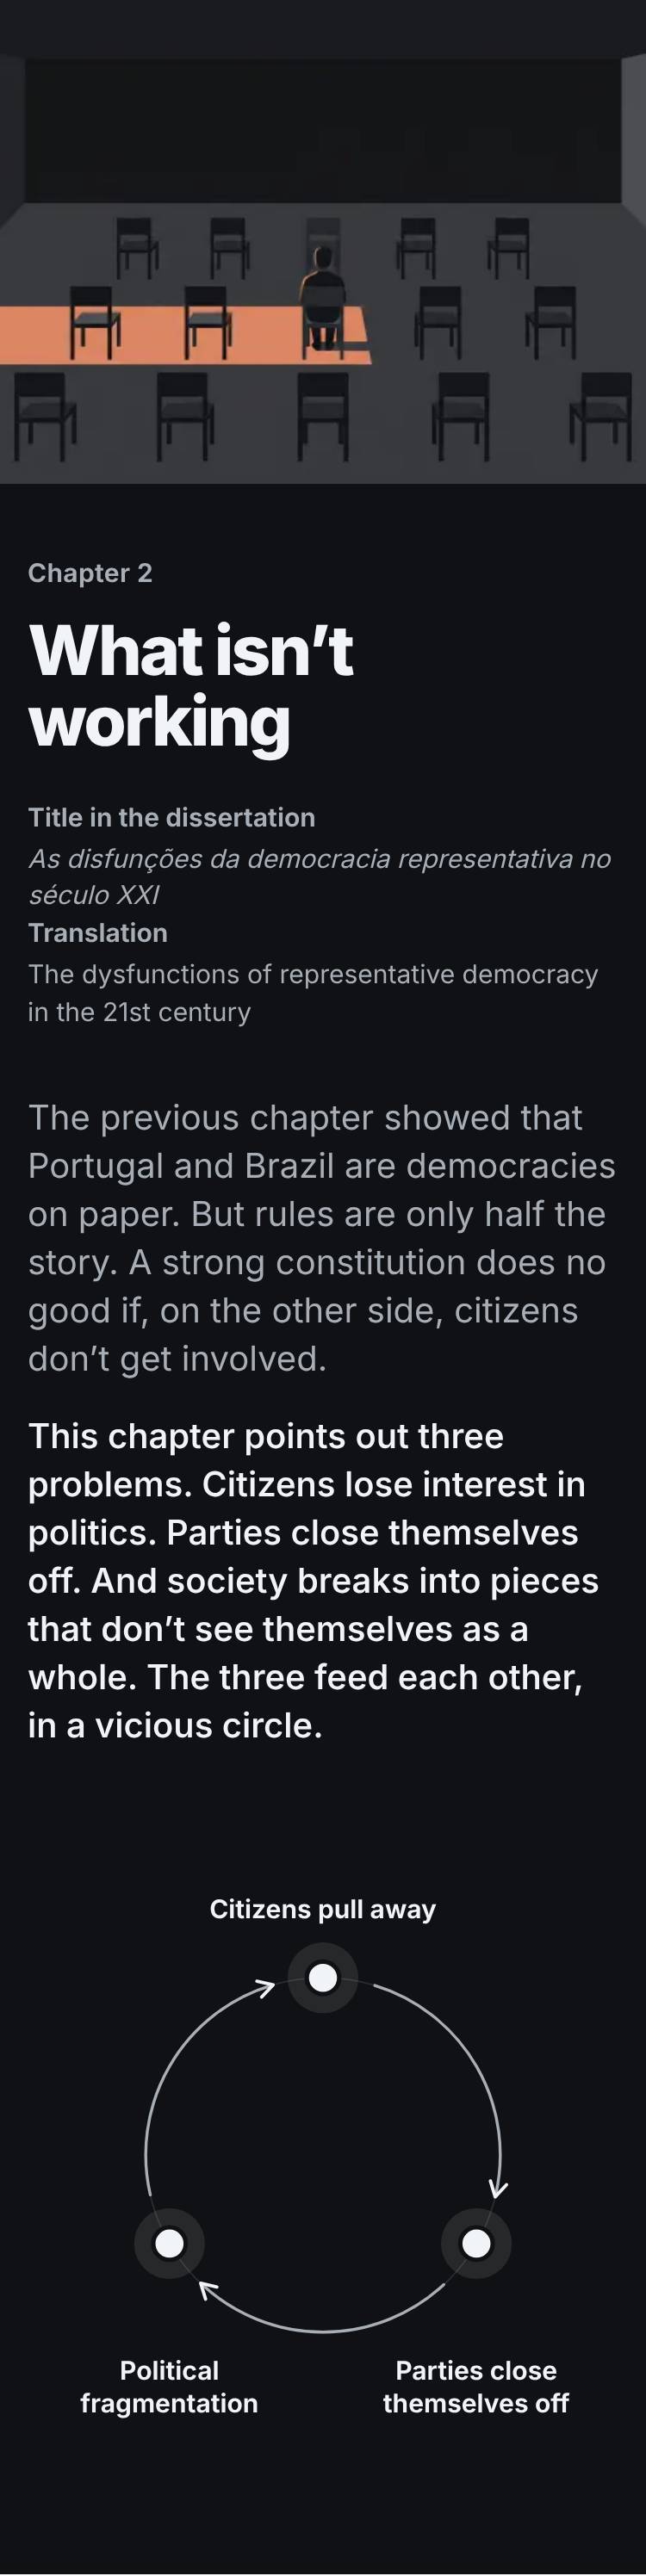 Chapter 2
What isn’t
working
Title in the dissertation
As disfunções da democracia representativa no
século XXI
Translation
The dysfunctions of representative democracy
in the 21st century
The previous chapter showed that
Portugal and Brazil are democracies
on paper. But rules are only half the
story. A strong constitution does no
good if, on the other side, citizens
don’t get involved.
This chapter points out three
problems. Citizens lose interest in
politics. Parties close themselves
off. And society breaks into pieces
that don’t see themselves as a
whole. The three feed each other,
in a vicious circle.
Citizens pull away
Political
fragmentation
Parties close
themselves off